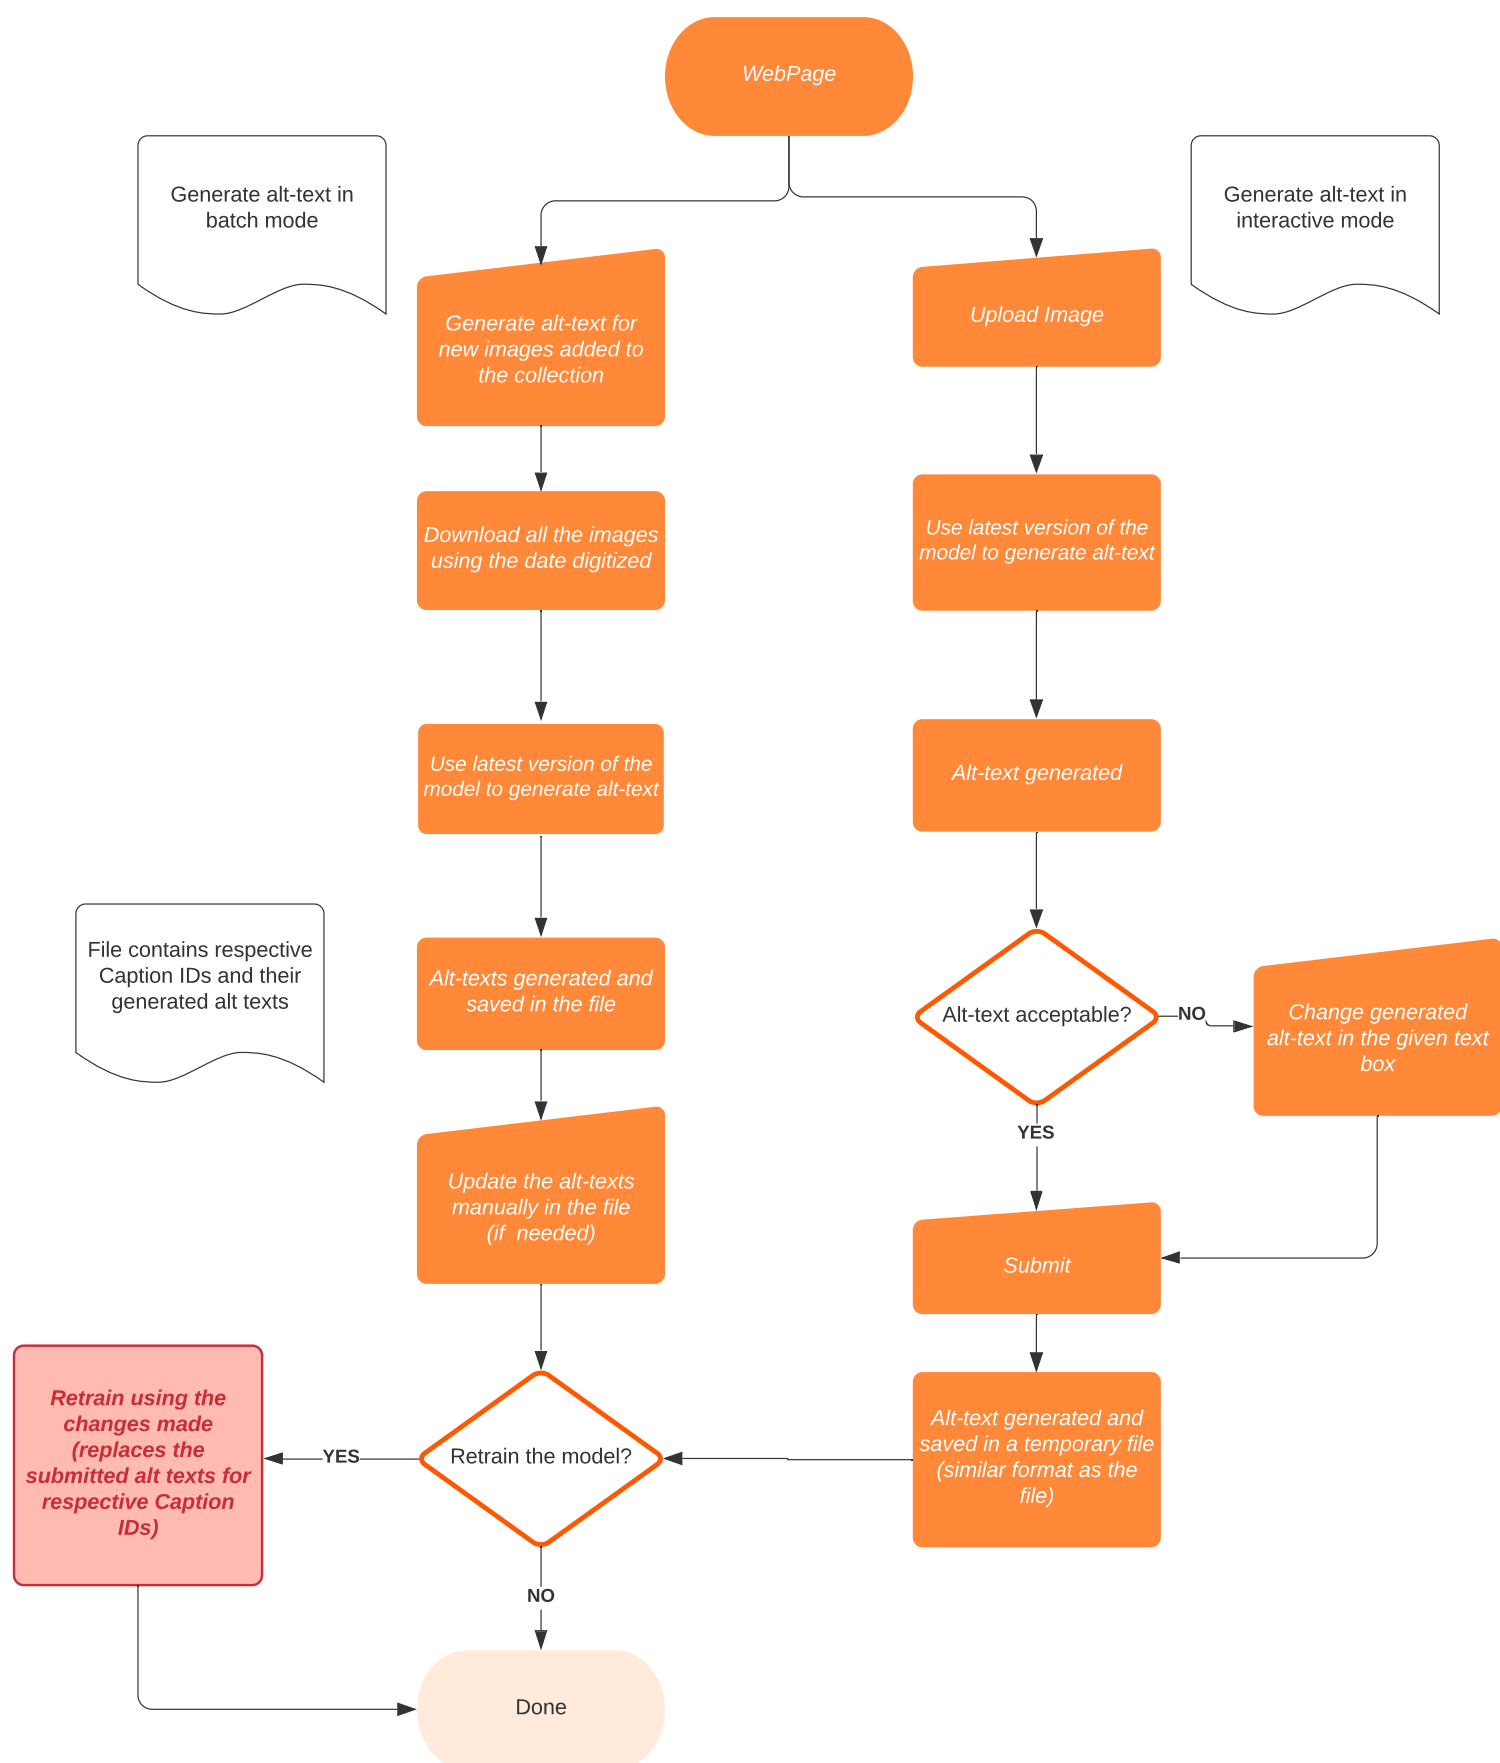 WebPage
Generate alt-text in
batch mode
Generate alt-text in
interactive mode
Generate alt-text for
new images added to
the collection
Upload Image
Download all the images
using the date digitized
Use latest version of the
model to generate alt-text
Use latest version of the
model to generate alt-text
Alt-text generated
File contains respective
Caption IDs and their
generated alt texts
Alt-texts generated and
saved in the file
Alt-text acceptable?
NO
Change generated
alt-text in the given text
box
YES
Update the alt-texts
manually in the file
(if  needed)
Submit
Retrain using the
changes made
(replaces the
submitted alt texts for
respective Caption
IDs)
YES
Retrain the model?
Alt-text generated and
saved in a temporary file
(similar format as the
file)
NO
Done